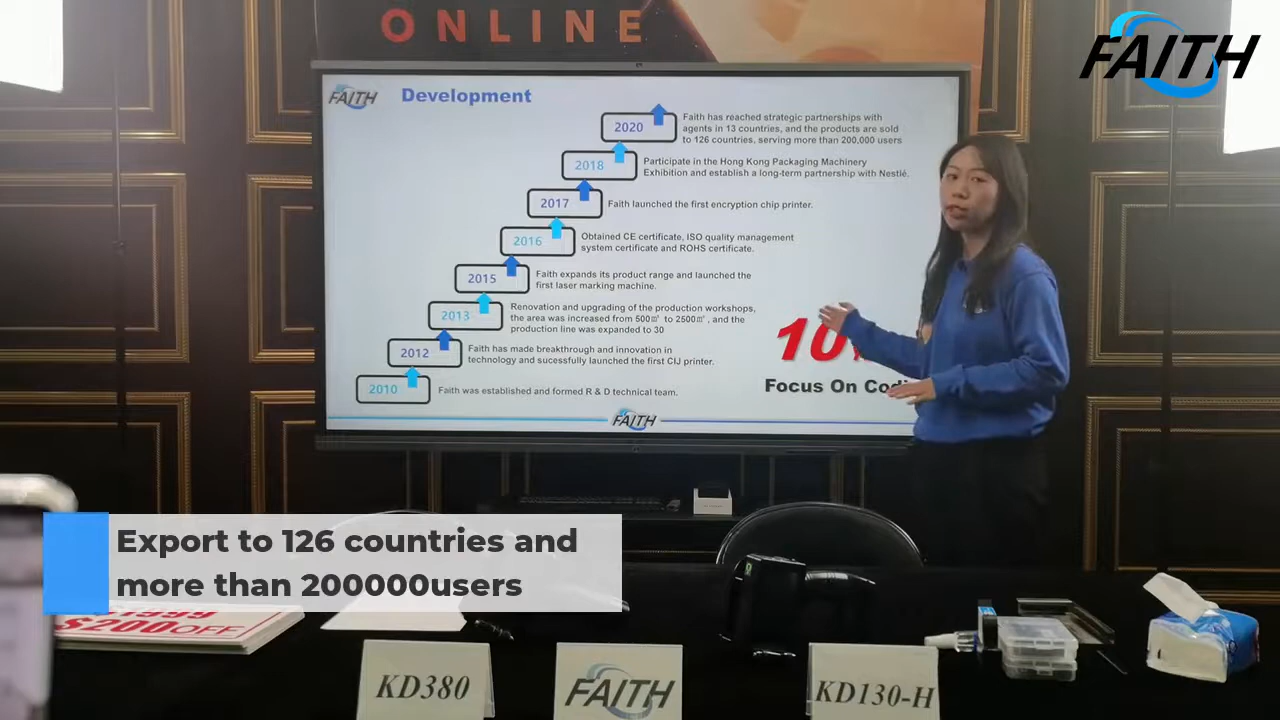 ONLINE
FAITH
FAITH
Development
2020
Faith has reached strategic partnerships with
agents in 13 countries, and the products are sold
to 126 countries, serving more than 200,000 users
2018
Participate in the Hong Kong Packaging Machinery
Exhibition and establish a long-term partnership with Nestlé.
2017
Faith launched the first encryption chip printer.
2016
Obtained CE certificate, ISO quality management
system certificate and ROHS certificate.
2015
Faith expands its product range and launched the
first laser marking machine.
2013
Renovation and upgrading of the production workshops,
the area was increased from 500㎡ to 2500㎡, and the
production line was expanded to 30
2012
Faith has made breakthrough and innovation in
technology and sucessfully launched the first CIJ printer.
2010
Faith was established and formed R & D technical team.
10
Focus On
FAITH
Export to 126 countries and
more than 200000users
$200OFF
KD380
FAITH
KD130-H